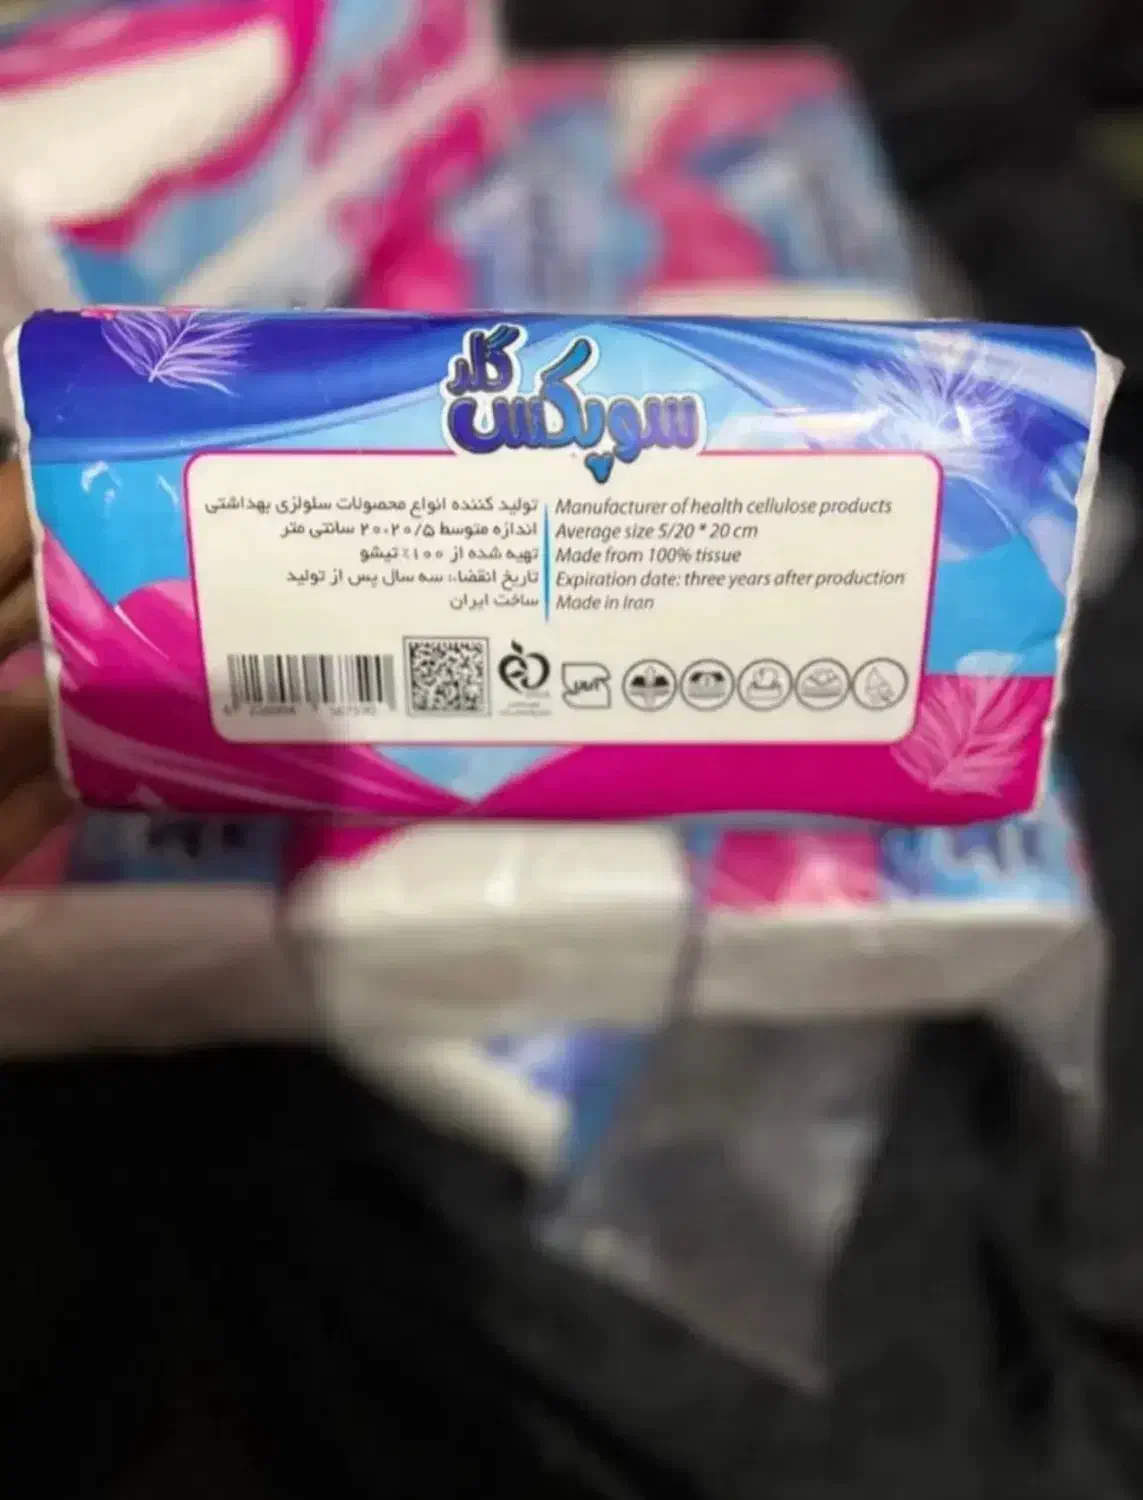 سوپکس
گلد
تولید کننده انواع محصولات سلولزی بهداشتی
اندازه متوسط ۲۰*۲۰/۵ سانتی متر
تهیه شده از ۱۰۰٪ تیشو
تاریخ انقضاء: سه سال پس از تولید
ساخت ایران
Manufacturer of health cellulose products
Average size 5/20 * 20 cm
Made from 100% tissue
Expiration date: three years after production
Made in Iran